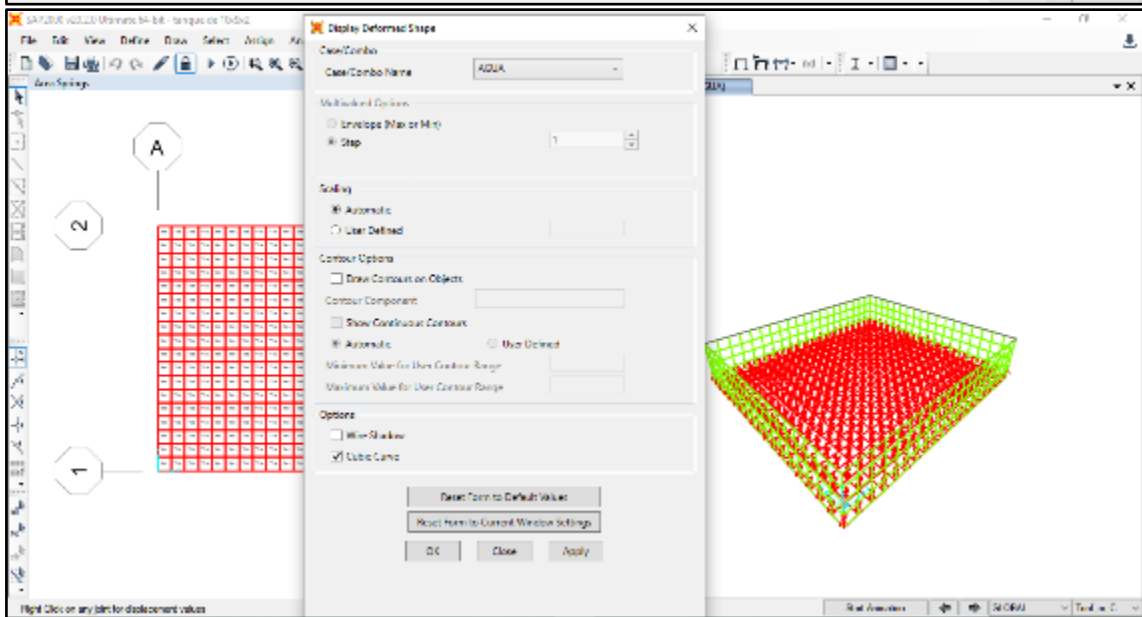 SAP2000 v20.2.0 Ultimate 64-bit - tanque de 10x9x2
File Edit View Define Draw Select Assign An
Area Springs
A
2
1
Right Click on any joint for displacement values
Display Deformed Shape
Case/Combo
Case/Combo Name AGUA
Multivalued Options
Envelope (Max or Min)
Step 1
Scaling
Automatic
User Defined
Contour Options
Draw Contours on Objects
Contour Component
Show Continuous Contours
Automatic User Defined
Minimum Value for User Contour Range
Maximum Value for User Contour Range
Options
Wire Shadow
Cubic Curve
Reset Form to Default Values
Reset Form to Current Window Settings
OK Close Apply
GUA)
Start Animation GLOBAL